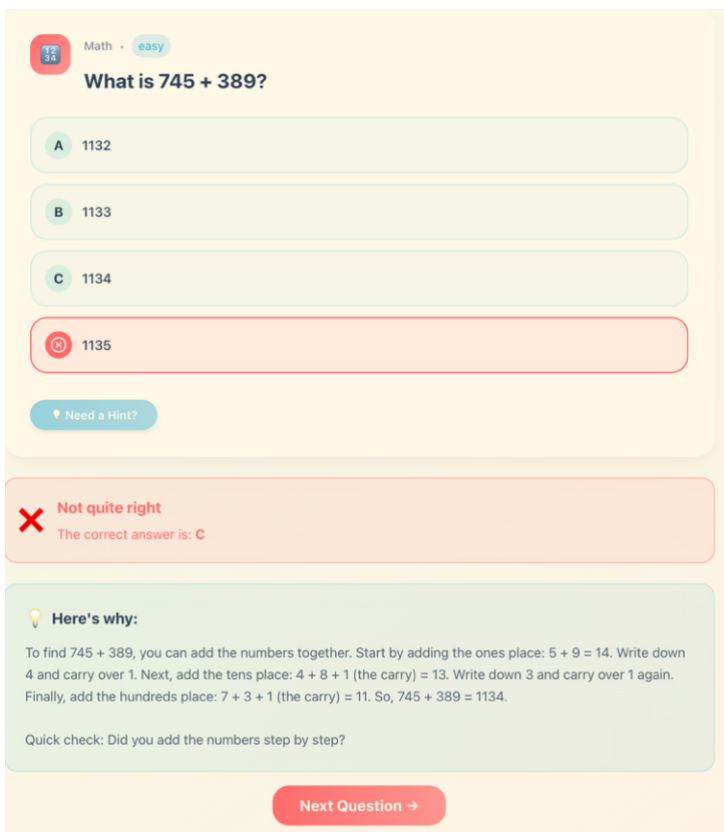 Math · easy
What is 745 + 389?
A 1132
B 1133
C 1134
1135
Need a Hint?
Not quite right
The correct answer is: C
Here's why:
To find 745 + 389, you can add the numbers together. Start by adding the ones place: 5 + 9 = 14. Write down
4 and carry over 1. Next, add the tens place: 4 + 8 + 1 (the carry) = 13. Write down 3 and carry over 1 again.
Finally, add the hundreds place: 7 + 3 + 1 (the carry) = 11. So, 745 + 389 = 1134.
Quick check: Did you add the numbers step by step?
Next Question →